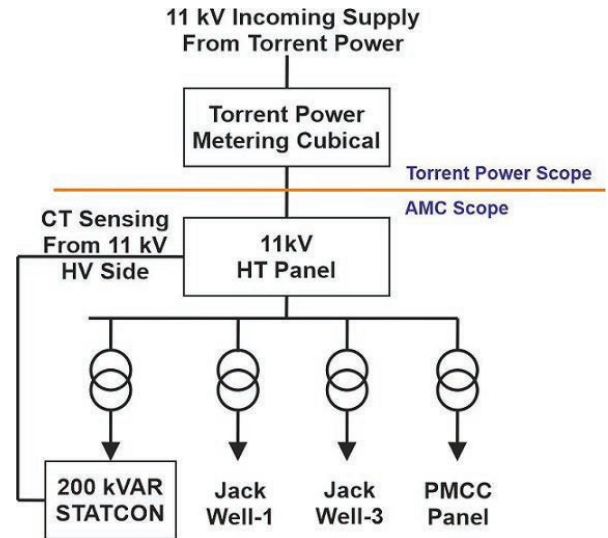 11 kV Incoming Supply
From Torrent Power
Torrent Power
Metering Cubical
Torrent Power Scope
AMC Scope
CT Sensing
From 11 kV
HV Side
11kV
HT Panel
200 kVAR
STATCON
Jack
Well-1
Jack
Well-3
PMCC
Panel